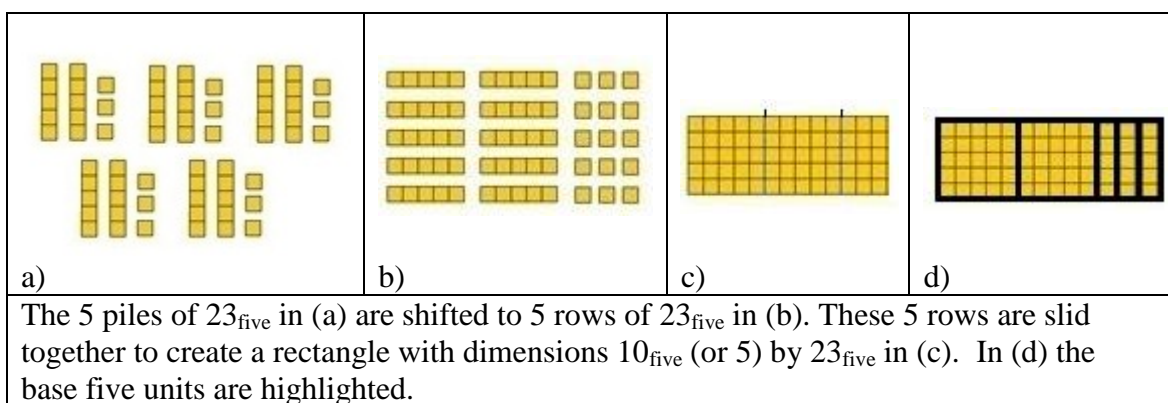 a)
b)
c)
d)
The 5 piles of 23five in (a) are shifted to 5 rows of 23five in (b). These 5 rows are slid
together to create a rectangle with dimensions 10five (or 5) by 23five in (c).  In (d) the
base five units are highlighted.